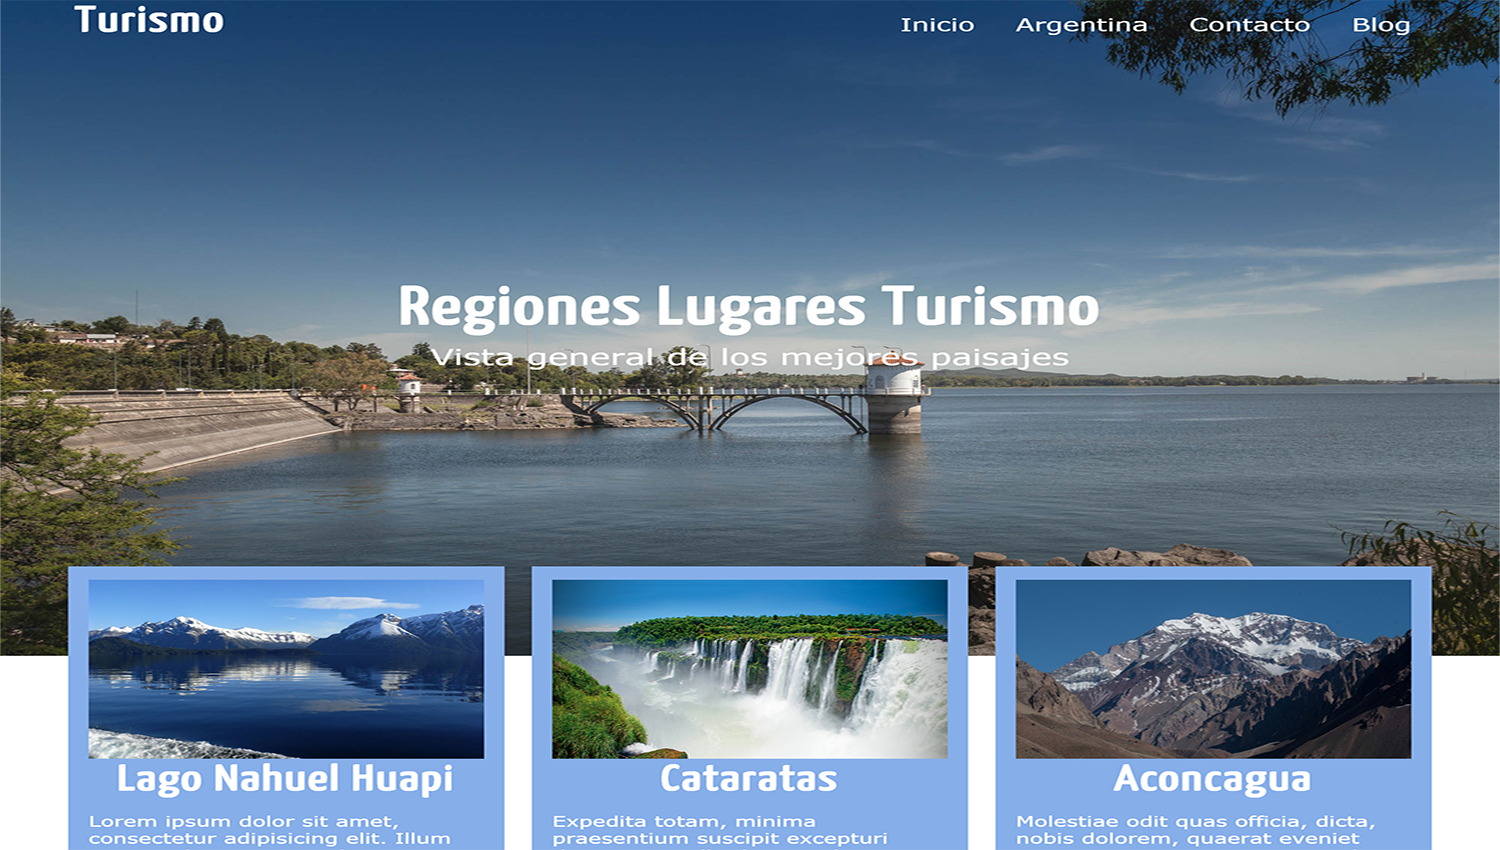 Turismo
Inicio Argentina Contacto Blog
Regiones Lugares Turismo
Vista general de los mejores paisajes
Lago Nahuel Huapi
Lorem ipsum dolor sit amet,
consectetur adipisicing elit. Illum
Cataratas
Expedita totam, minima
praesentium suscipit excepturi
Aconcagua
Molestiae odit quas officia, dicta,
nobis dolorem, quaerat eveniet